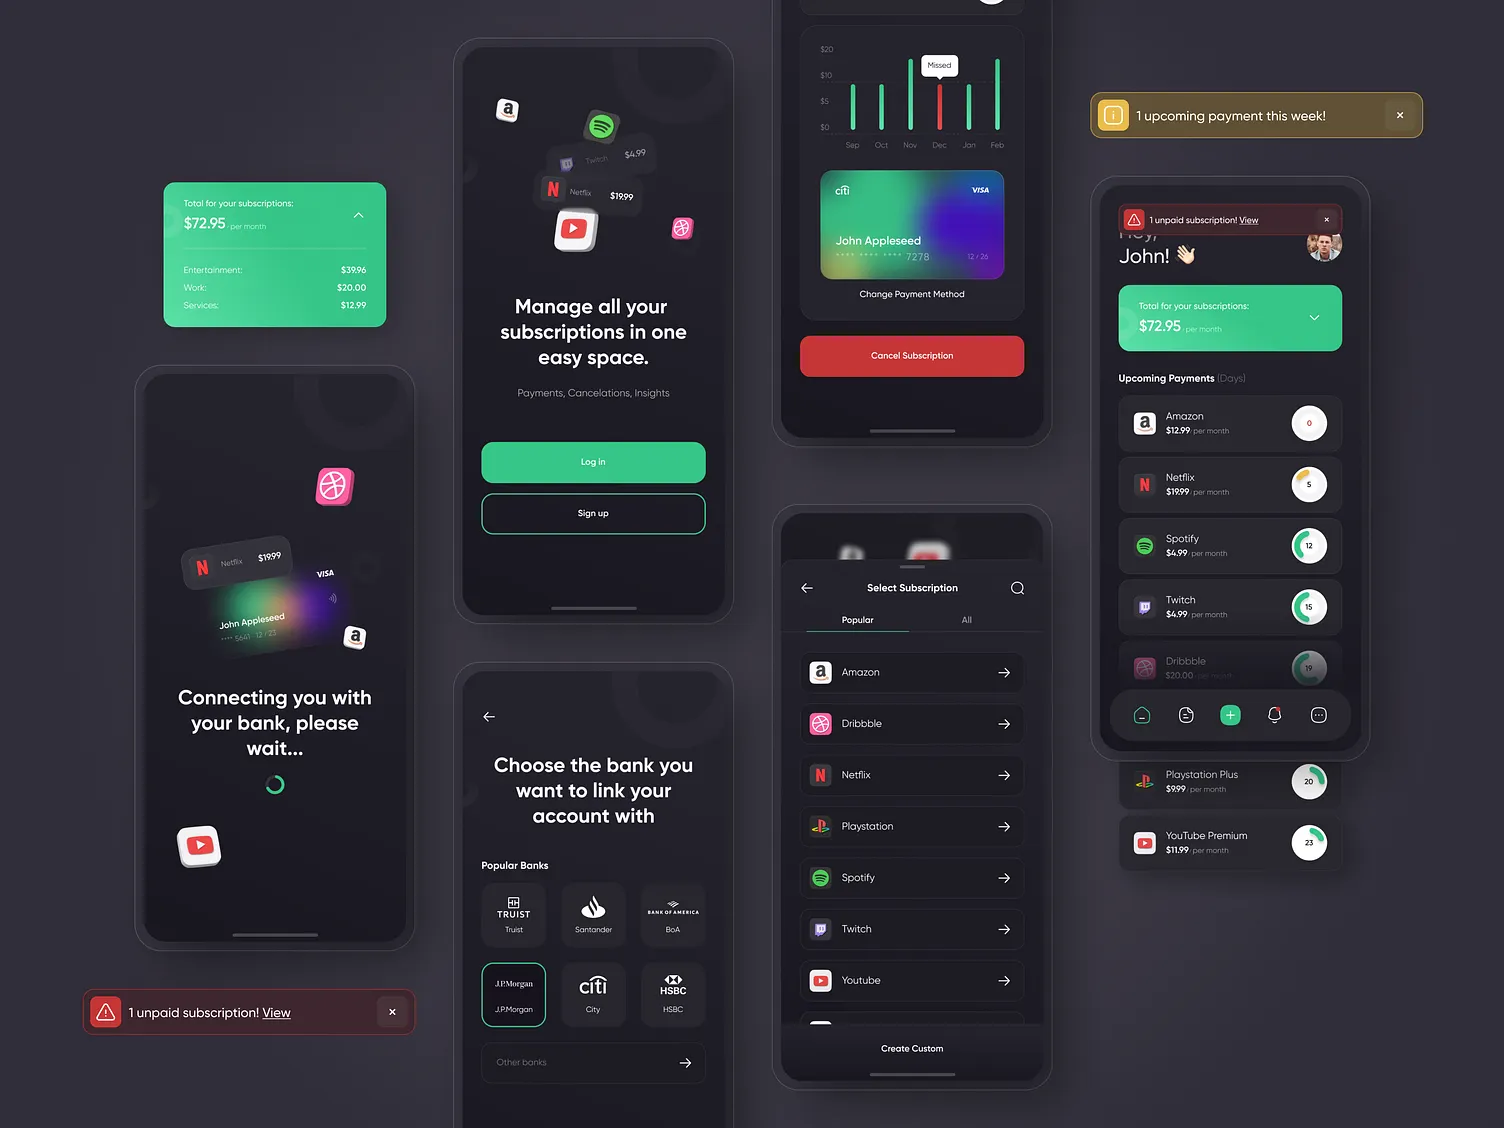 Total for your subscriptions:
$72.95 / per month
Entertainment: $39.96
Work: $20.00
Services: $12.99
Netflix $19.99
VISA
John Appleseed
**** 5641 12 / 23
a
Connecting you with
your bank, please
wait...
1 unpaid subscription! View
a
Twitch $4.99
N Netflix $19.99
Manage all your
subscriptions in one
easy space.
Payments, Cancelations, Insights
Log in
Sign up
Choose the bank you
want to link your
account with
Popular Banks
TRUIST
Truist
Santander
BANK OF AMERICA
BoA
J.P.Morgan
J.P.Morgan
citi
City
HSBC
HSBC
Other banks
$20
$10
$5
$0
Missed
Sep Oct Nov Dec Jan Feb
citi VISA
John Appleseed
**** **** **** 7278 12 / 26
Change Payment Method
Cancel Subscription
Select Subscription
Popular All
a Amazon
Dribbble
N Netflix
Playstation
Spotify
Twitch
Youtube
Create Custom
1 upcoming payment this week!
1 unpaid subscription! View
Hey,
John! 👋🏻
Total for your subscriptions:
$72.95 / per month
Upcoming Payments (Days)
Amazon
$12.99 / per month
0
Netflix
$19.99 / per month
5
Spotify
$4.99 / per month
12
Twitch
$4.99 / per month
15
Dribbble
$20.00 / per month
19
Playstation Plus
$9.99 / per month
20
YouTube Premium
$11.99 / per month
23